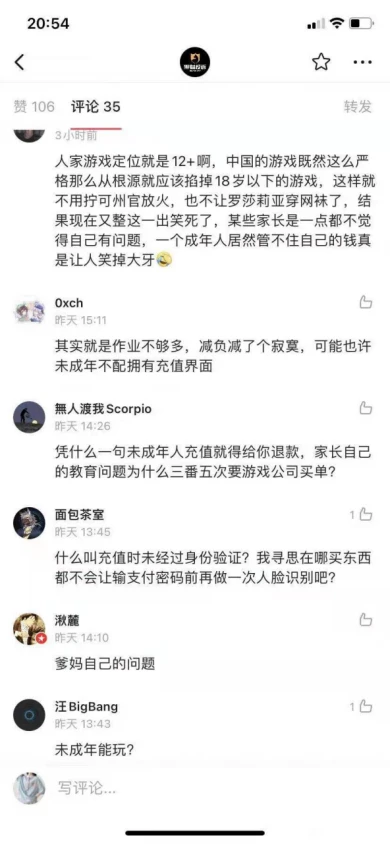 20:54
赞 106
评论 35
转发
3小时前
人家游戏定位就是12+啊，中国的游戏既然这么严
格那么从根源就应该掐掉18岁以下的游戏，这样就
不用拧可州官放火，也不让罗莎莉亚穿网袜了，结
果现在又整这一出笑死了，某些家长是一点都不觉
得自己有问题，一个成年人居然管不住自己的钱真
是让人笑掉大牙🤣
0xch
昨天 15:11
其实就是作业不够多，减负减了个寂寞，可能也许
未成年不配拥有充值界面
無人渡我Scorpio
昨天 14:26
凭什么一句未成年人充值就得给你退款，家长自己
的教育问题为什么三番五次要游戏公司买单？
面包茶室
1
昨天 13:45
什么叫充值时未经过身份验证？我寻思在哪买东西
都不会让输支付密码前再做一次人脸识别吧？
湫麓
昨天 14:10
爹妈自己的问题
汪BigBang
1
昨天 13:43
未成年能玩？
写评论...